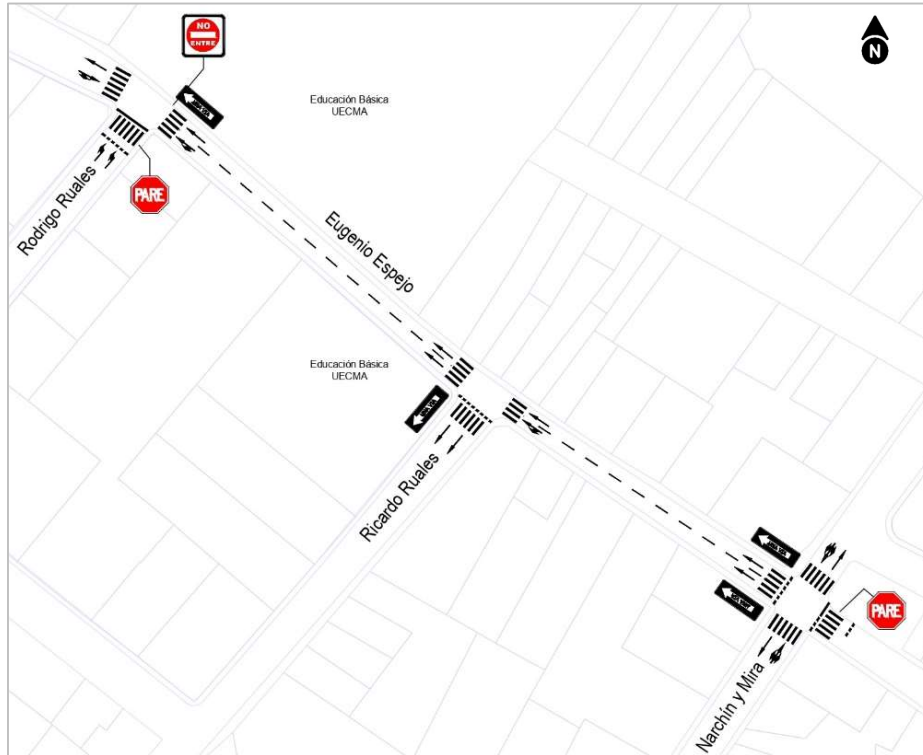 NO
ENTRE
N
Educación Básica
UECMA
PARE
Rodrigo Ruales
Eugenio Espejo
Educación Básica
UECMA
Ricardo Ruales
PARE
Narchín y Mira